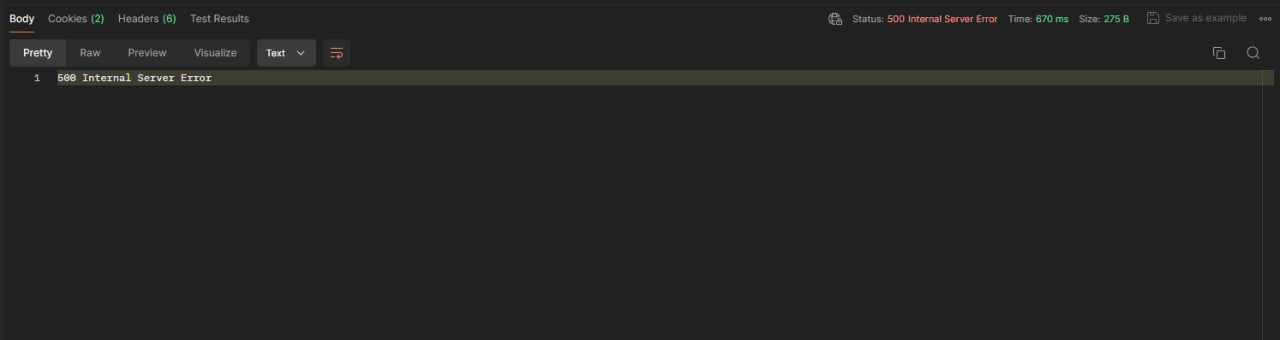 Body Cookies (2) Headers (6) Test Results Status: 500 Internal Server Error Time: 670 ms Size: 275 B Save as example
Pretty Raw Preview Visualize Text
1 500 Internal Server Error